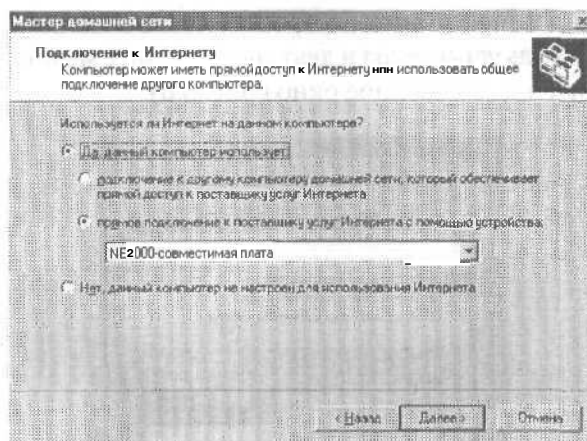 Мастер домашней сети
Подключение к Интернету
Компьютер может иметь прямой доступ к Интернету нпн использовать общее
подключение другого компьютера.
Используется ли Интернет на данном компьютере?
Да, данный компьютер использует:
подключение к другому компьютеру домашней сети, который обеспечивает
прямой доступ к поставщику услуг Интернета
прямое подключение к поставщику услуг Интернета с помощью устройства:
NE2000-совместимая плата
Нет, данный компьютер не настроен для использования Интернета
< Назад
Далее >
Отмена